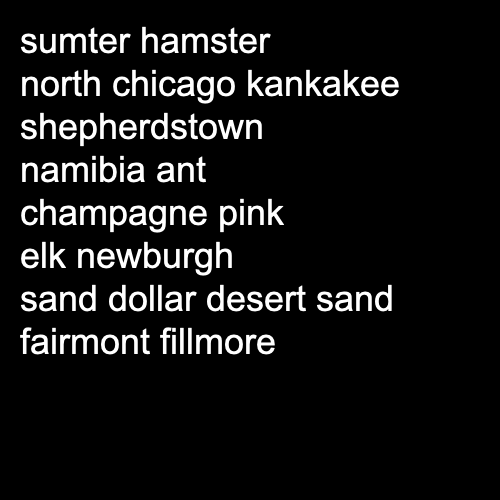 sumter hamster
north chicago kankakee
shepherdstown
namibia ant
champagne pink
elk newburgh
sand dollar desert sand
fairmont fillmore